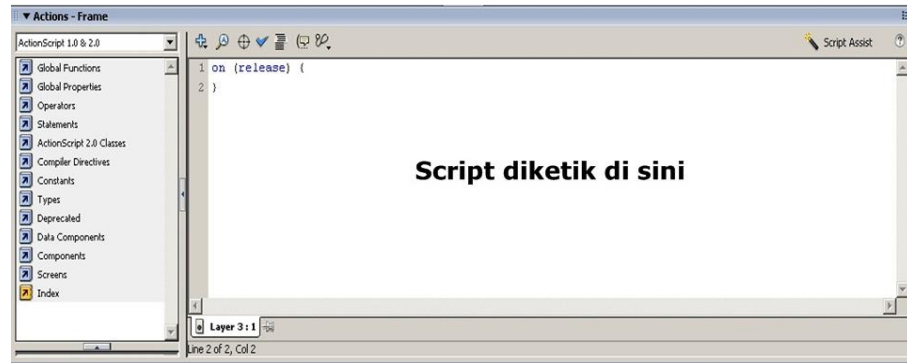 Actions - Frame
ActionScript 1.0 & 2.0
Script Assist
Global Functions
Global Properties
Operators
Statements
ActionScript 2.0 Classes
Compiler Directives
Constants
Types
Deprecated
Data Components
Components
Screens
Index
1 on (release) {
2 }
Script diketik di sini
Layer 3 : 1
Line 2 of 2, Col 2